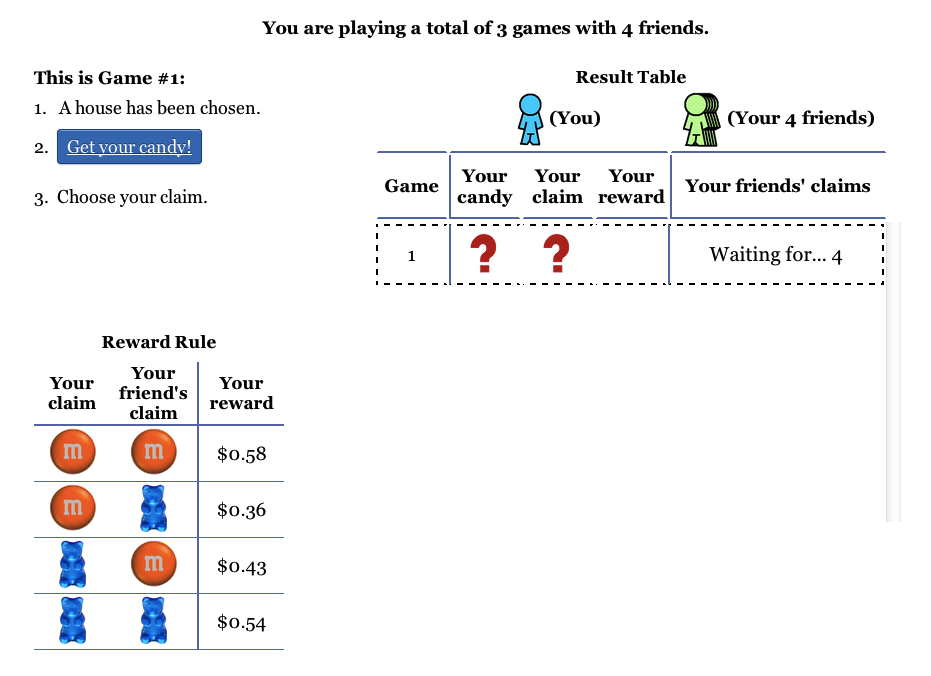 You are playing a total of 3 games with 4 friends.
This is Game #1:
1. A house has been chosen.
2. Get your candy!
3. Choose your claim.
Result Table
(You)
(Your 4 friends)
Game
Your
candy
Your
claim
Your
reward
Your friends' claims
1
?
?
Waiting for... 4
Reward Rule
Your
claim
Your
friend's
claim
Your
reward
m
m
$0.58
m
$0.36
m
$0.43
$0.54